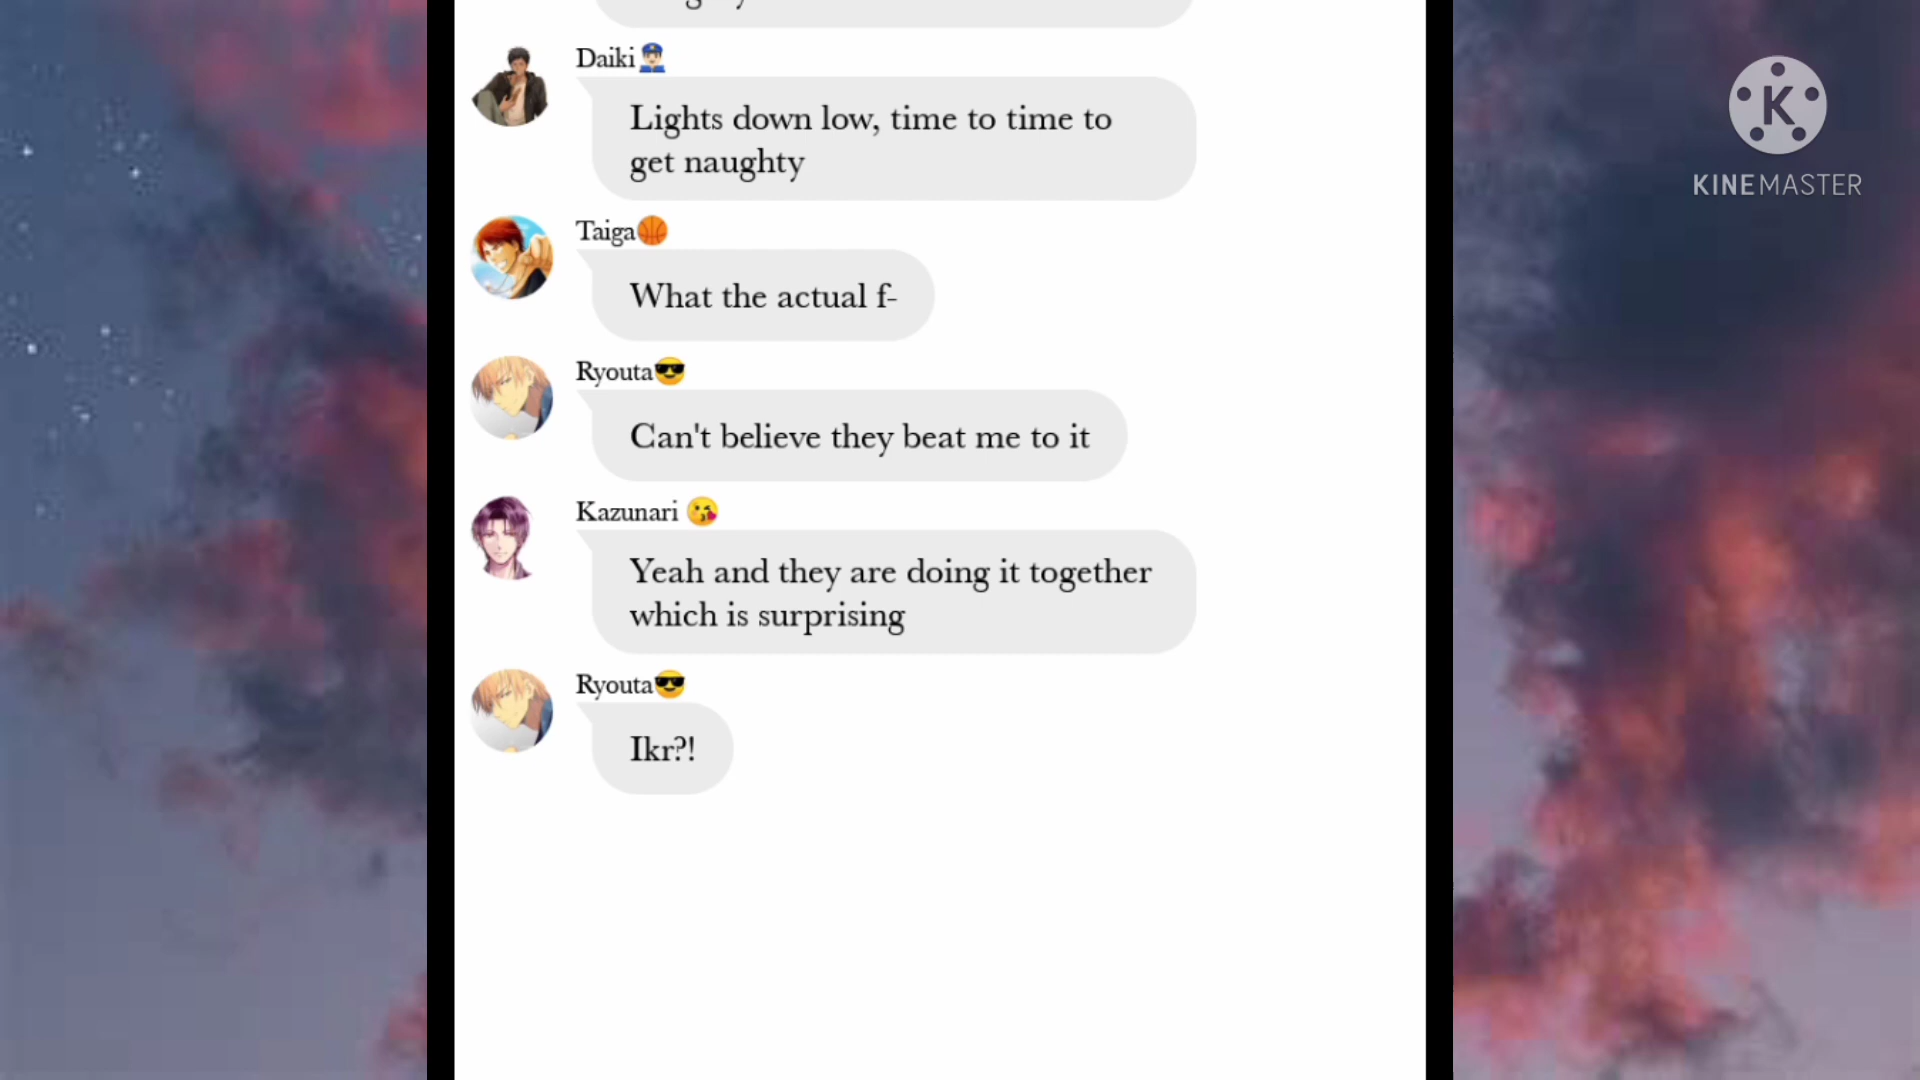 Daiki👮🏻‍♂️
Lights down low, time to time to
get naughty
Taiga🏀
What the actual f-
Ryouta😎
Can't believe they beat me to it
Kazunari 😘
Yeah and they are doing it together
which is surprising
Ryouta😎
Ikr?!
K
KINEMASTER